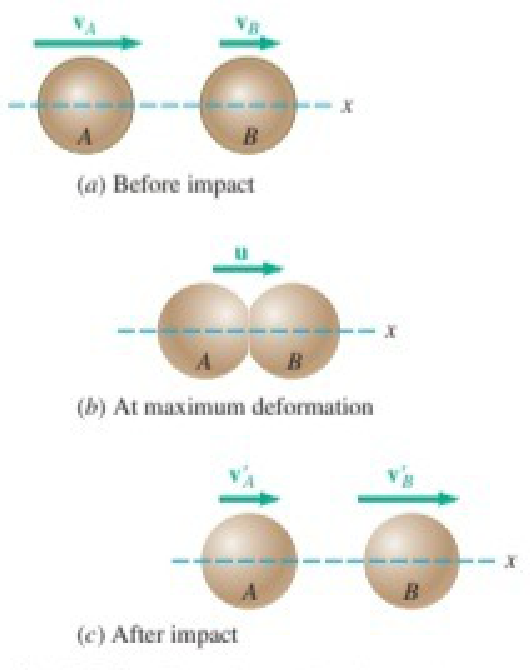 v_A v_B
x
A B
(a) Before impact
u
x
A B
(b) At maximum deformation
v'_A v'_B
x
A B
(c) After impact